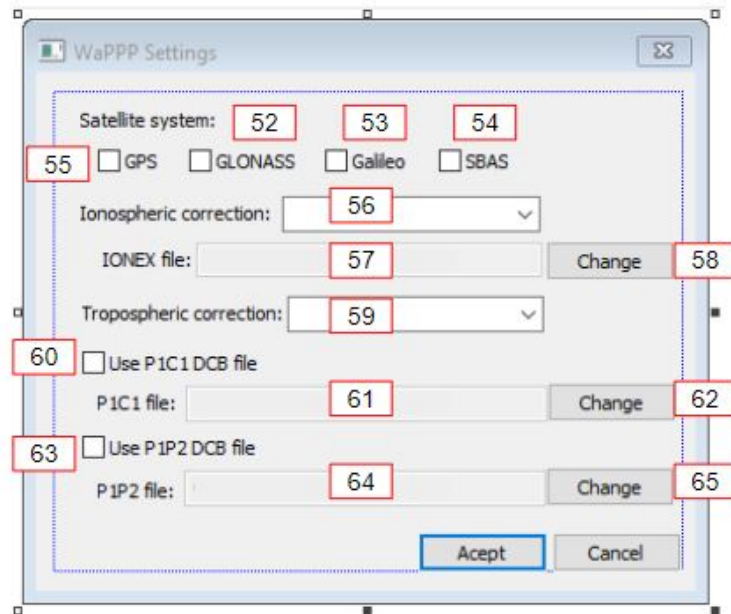 WaPPP Settings
Satellite system: 52 53 54
55 GPS GLONASS Galileo SBAS
Ionospheric correction: 56
IONEX file: 57 Change 58
Tropospheric correction: 59
60 Use P1C1 DCB file
P1C1 file: 61 Change 62
63 Use P1P2 DCB file
P1P2 file: 64 Change 65
Acept Cancel